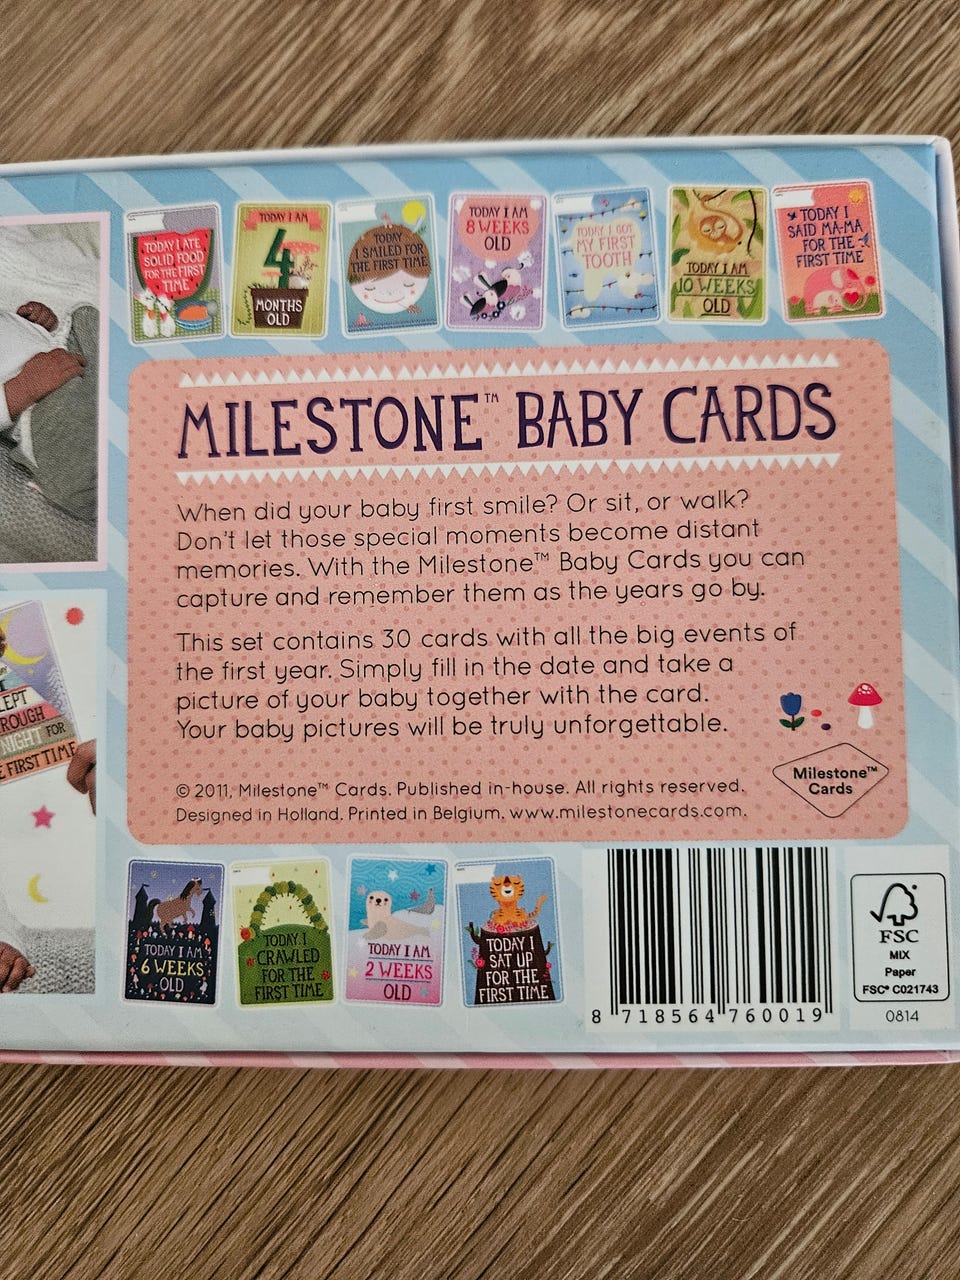 TODAY I ATE
SOLID FOOD
FOR THE FIRST
TIME
TODAY I AM
4
MONTHS
OLD
TODAY
I SMILED FOR
THE FIRST TIME
TODAY I AM
8 WEEKS
OLD
TODAY I GOT
MY FIRST
TOOTH
TODAY I AM
10 WEEKS
OLD
TODAY I
SAID MA-MA
FOR THE
FIRST TIME
MILESTONE™ BABY CARDS
When did your baby first smile? Or sit, or walk?
Don't let those special moments become distant
memories. With the Milestone™ Baby Cards you can
capture and remember them as the years go by.
This set contains 30 cards with all the big events of
the first year. Simply fill in the date and take a
picture of your baby together with the card.
Your baby pictures will be truly unforgettable.
© 2011, Milestone™ Cards. Published in-house. All rights reserved.
Designed in Holland. Printed in Belgium. www.milestonecards.com.
Milestone™
Cards
NIGHT FOR
FIRST TIME
TODAY I AM
6 WEEKS
OLD
TODAY I
CRAWLED
FOR THE
FIRST TIME
TODAY I AM
2 WEEKS
OLD
TODAY I
SAT UP
FOR THE
FIRST TIME
8 718564 760019
FSC
MIX
Paper
FSC® C021743
0814